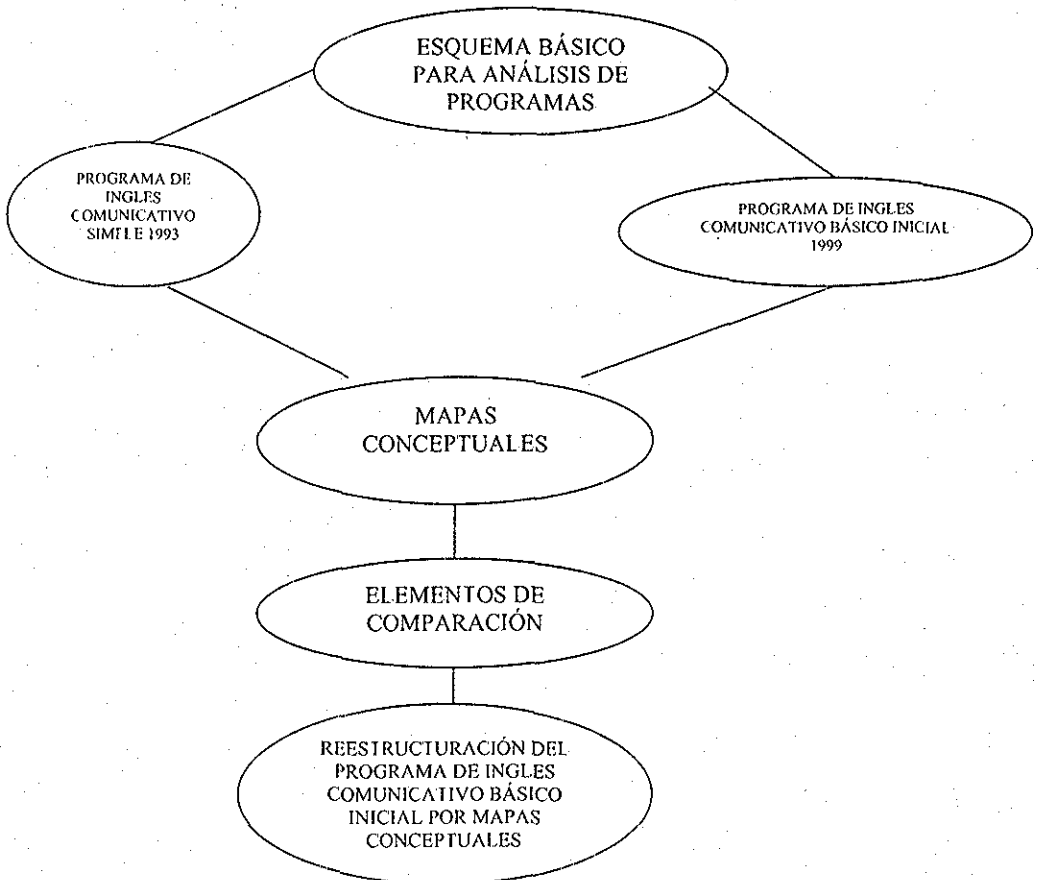 ESQUEMA BÁSICO
PARA ANÁLISIS DE
PROGRAMAS
PROGRAMA DE
INGLES
COMUNICATIVO
SIMPLE 1993
PROGRAMA DE INGLES
COMUNICATIVO BÁSICO INICIAL
1999
MAPAS
CONCEPTUALES
ELEMENTOS DE
COMPARACIÓN
REESTRUCTURACIÓN DEL
PROGRAMA DE INGLES
COMUNICATIVO BÁSICO
INICIAL POR MAPAS
CONCEPTUALES